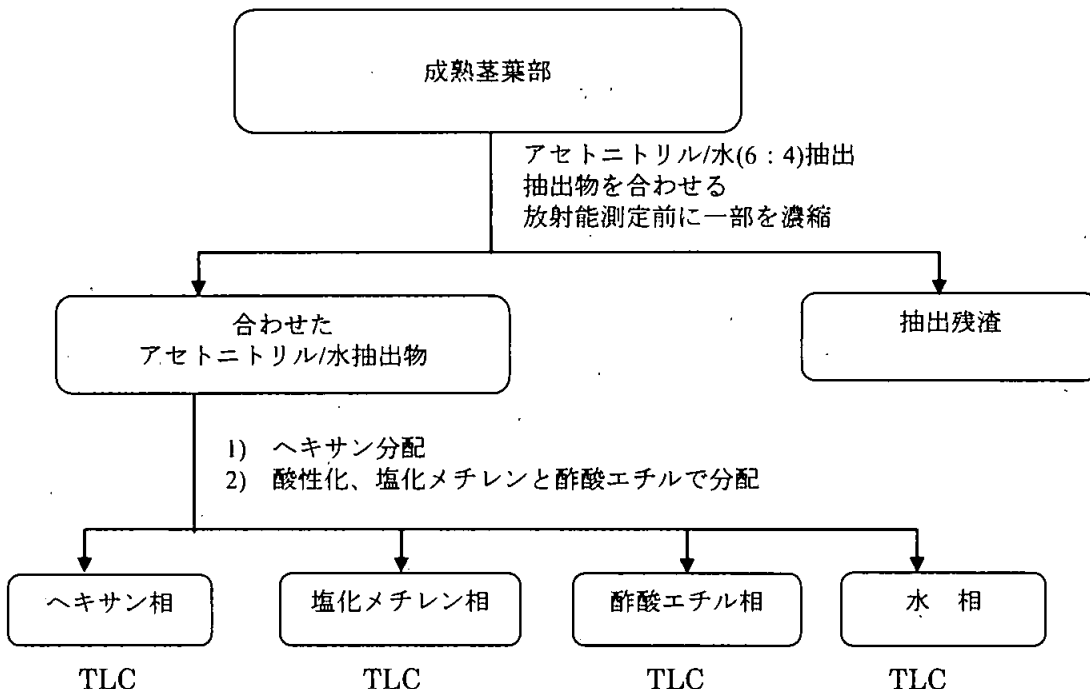 成熟茎葉部
アセトニトリル/水(6：4)抽出
抽出物を合わせる
放射能測定前に一部を濃縮
合わせた
アセトニトリル/水抽出物
抽出残渣
1) ヘキサン分配
2) 酸性化、塩化メチレンと酢酸エチルで分配
ヘキサン相
塩化メチレン相
酢酸エチル相
水 相
TLC
TLC
TLC
TLC